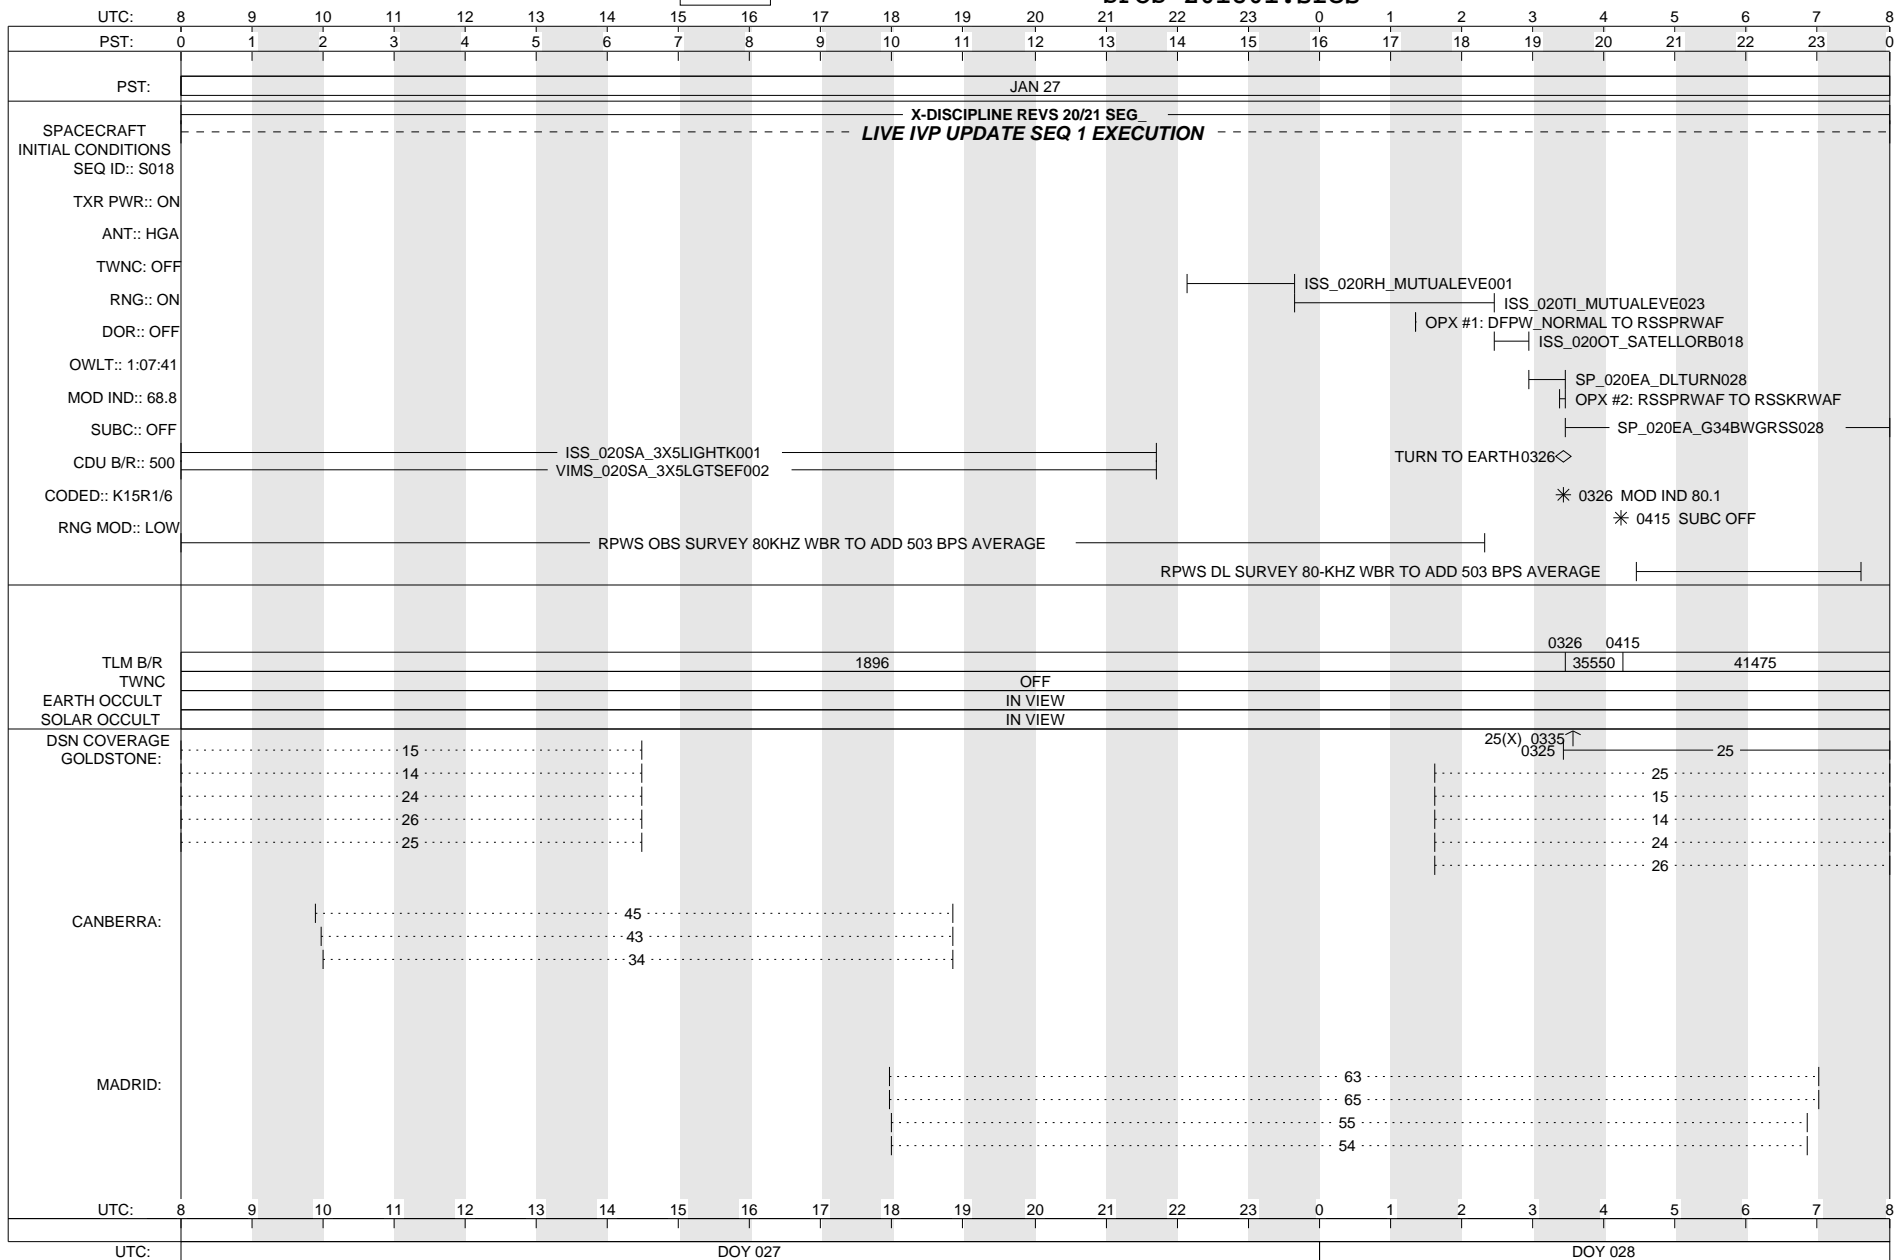 UTC: 8 9 10 11 12 13 14 15 16 17 18 19 20 21 22 23 0 1 2 3 4 5 6 7 8
PST: 0 1 2 3 4 5 6 7 8 9 10 11 12 13 14 15 16 17 18 19 20 21 22 23 0
PST: JAN 27
X-DISCIPLINE REVS 20/21 SEG_
LIVE IVP UPDATE SEQ 1 EXECUTION
SPACECRAFT
INITIAL CONDITIONS
SEQ ID:: S018
TXR PWR:: ON
ANT:: HGA
TWNC: OFF
RNG:: ON
DOR:: OFF
OWLT:: 1:07:41
MOD IND:: 68.8
SUBC:: OFF
CDU B/R:: 500
CODED:: K15R1/6
RNG MOD:: LOW
ISS_020RH_MUTUALEVE001
ISS_020TI_MUTUALEVE023
OPX #1: DFPW_NORMAL TO RSSPRWAF
ISS_020OT_SATELLORB018
SP_020EA_DLTURN028
OPX #2: RSSPRWAF TO RSSKRWAF
SP_020EA_G34BWGRSS028
ISS_020SA_3X5LIGHTK001
VIMS_020SA_3X5LGTSEF002
TURN TO EARTH 0326
0326 MOD IND 80.1
0415 SUBC OFF
RPWS OBS SURVEY 80KHZ WBR TO ADD 503 BPS AVERAGE
RPWS DL SURVEY 80-KHZ WBR TO ADD 503 BPS AVERAGE
0326 0415
TLM B/R 1896 35550 41475
TWNC OFF
EARTH OCCULT IN VIEW
SOLAR OCCULT IN VIEW
DSN COVERAGE
GOLDSTONE:
25(X) 0335
0325 25
15 25
14 15
24 14
26 24
25 26
CANBERRA:
45
43
34
MADRID:
63
65
55
54
UTC: 8 9 10 11 12 13 14 15 16 17 18 19 20 21 22 23 0 1 2 3 4 5 6 7 8
UTC: DOY 027 DOY 028